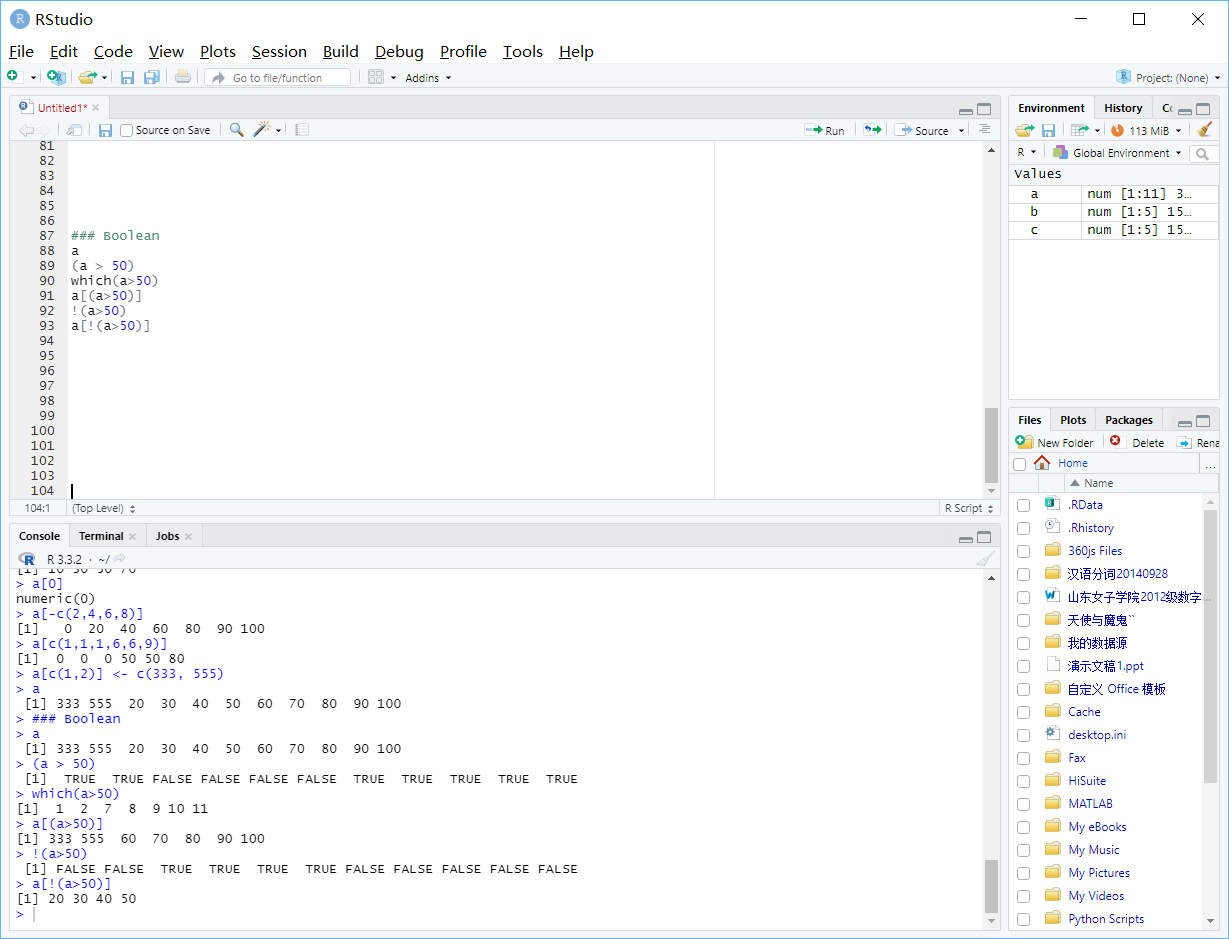 RStudio
File Edit Code View Plots Session Build Debug Profile Tools Help
Go to file/function
Addins
Project: (None)
Untitled1*
Source on Save
Run
Source
81
82
83
84
85
86
87 ### Boolean
88 a
89 (a > 50)
90 which(a>50)
91 a[(a>50)]
92 !(a>50)
93 a[!(a>50)]
94
95
96
97
98
99
100
101
102
103
104
104:1 (Top Level) R Script
Console Terminal Jobs
R 3.3.2 · ~/
[1] 10 30 50 70
> a[0]
numeric(0)
> a[-c(2,4,6,8)]
[1]   0  20  40  60  80  90 100
> a[c(1,1,1,6,6,9)]
[1]  0  0  0 50 50 80
> a[c(1,2)] <- c(333, 555)
> a
 [1] 333 555  20  30  40  50  60  70  80  90 100
> ### Boolean
> a
 [1] 333 555  20  30  40  50  60  70  80  90 100
> (a > 50)
 [1]  TRUE  TRUE FALSE FALSE FALSE FALSE  TRUE  TRUE  TRUE  TRUE  TRUE
> which(a>50)
[1]  1  2  7  8  9 10 11
> a[(a>50)]
[1] 333 555  60  70  80  90 100
> !(a>50)
 [1] FALSE FALSE  TRUE  TRUE  TRUE  TRUE FALSE FALSE FALSE FALSE FALSE
> a[!(a>50)]
[1] 20 30 40 50
>
Environment History
113 MiB
R Global Environment
Values
a num [1:11] 3…
b num [1:5] 15…
c num [1:5] 15…
Files Plots Packages
New Folder Delete Rena
Home ...
Name
.RData
.Rhistory
360js Files
汉语分词20140928
山东女子学院2012级数字...
天使与魔鬼``
我的数据源
演示文稿1.ppt
自定义 Office 模板
Cache
desktop.ini
Fax
HiSuite
MATLAB
My eBooks
My Music
My Pictures
My Videos
Python Scripts